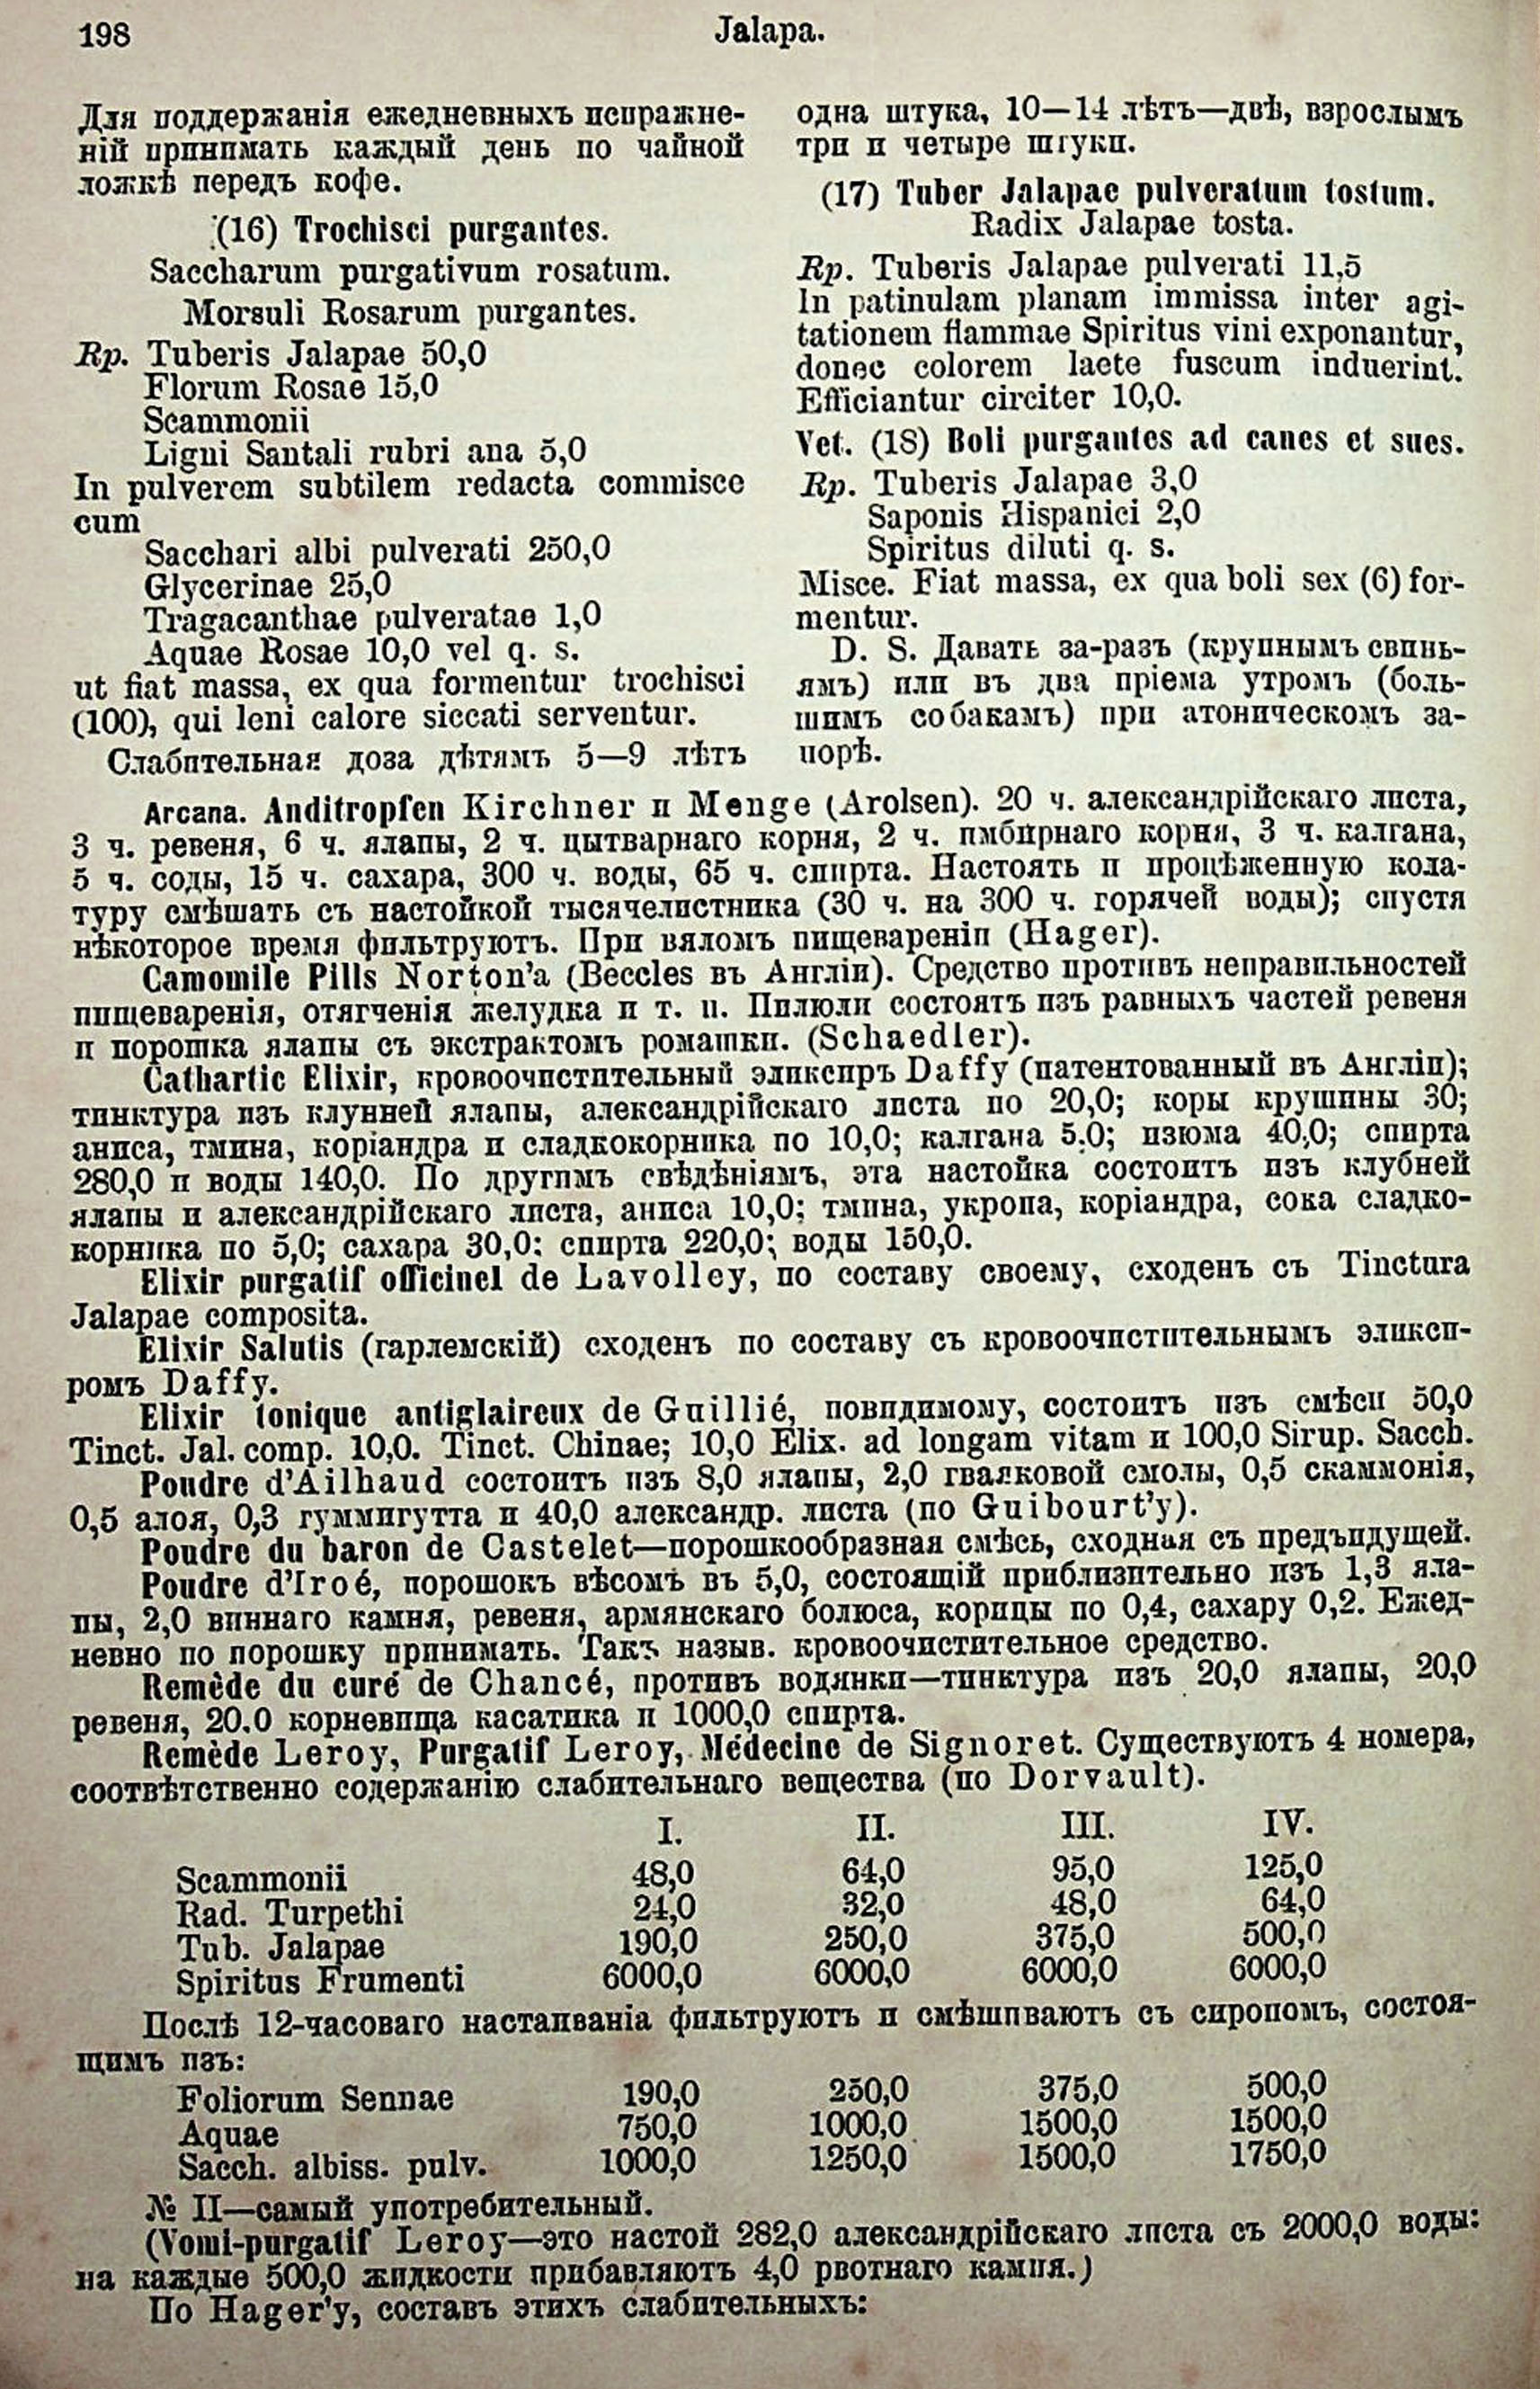 198
Jalapa.
Для поддержанія ежедневныхъ испражне-
ній принимать каждый день по чайной
ложкѣ передъ кофе.
(16) Trochisci purgantes.
Saccharum purgativum rosatum.
Morsuli Rosarum purgantes.
Rp. Tuberis Jalapae 50,0
Florum Rosae 15,0
Scammonii
Ligni Santali rubri ana 5,0
In pulverem subtilem redacta commisce
cum
Sacchari albi pulverati 250,0
Glycerinae 25,0
Tragacanthae pulveratae 1,0
Aquae Rosae 10,0 vel q. s.
ut fiat massa, ex qua formentur trochisci
(100), qui leni calore siccati serventur.
Слабительная доза дѣтямъ 5—9 лѣтъ
одна штука, 10—14 лѣтъ—двѣ, взрослымъ
три и четыре штуки.
(17) Tuber Jalapae pulveratum tostum.
Radix Jalapae tosta.
Rp. Tuberis Jalapae pulverati 11,5
In patinulam planam immissa inter agi-
tationem flammae Spiritus vini exponantur,
donec colorem laete fuscum induerint.
Efficiantur circiter 10,0.
Vet. (18) Boli purgantes ad canes et sues.
Rp. Tuberis Jalapae 3,0
Saponis Hispanici 2,0
Spiritus diluti q. s.
Misce. Fiat massa, ex qua boli sex (6) for-
mentur.
D. S. Давать за-разъ (крупнымъ свинь-
ямъ) или въ два пріема утромъ (боль-
шимъ собакамъ) при атоническомъ за-
порѣ.
Arcana. Anditropfen Kirchner и Menge (Arolsen). 20 ч. александрійскаго листа,
3 ч. ревеня, 6 ч. ялапы, 2 ч. цытварнаго корня, 2 ч. имбирнаго корня, 3 ч. калгана,
5 ч. соды, 15 ч. сахара, 300 ч. воды, 65 ч. спирта. Настоять и процѣженную кола-
туру смѣшать съ настойкой тысячелистника (30 ч. на 300 ч. горячей воды); спустя
нѣкоторое время фильтруютъ. При вяломъ пищевареніи (Hager).
Camomile Pills Norton'a (Beccles въ Англіи). Средство противъ неправильностей
пищеваренія, отягченія желудка и т. п. Пилюли состоятъ изъ равныхъ частей ревеня
и порошка ялапы съ экстрактомъ ромашки. (Schaedler).
Cathartic Elixir, кровоочистительный эликсиръ Daffy (патентованный въ Англіи);
тинктура изъ клунней ялапы, александрійскаго листа по 20,0; коры крушины 30;
аниса, тмина, коріандра и сладкокорника по 10,0; калгана 5,0; изюма 40,0; спирта
280,0 и воды 140,0. По другимъ свѣдѣніямъ, эта настойка состоитъ изъ клубней
ялапы и александрійскаго листа, аниса 10,0; тмина, укропа, коріандра, сока сладко-
корника по 5,0; сахара 30,0; спирта 220,0; воды 150,0.
Elixir purgatif officinel de Lavolley, по составу своему, сходенъ съ Tinctura
Jalapae composita.
Elixir Salutis (гарлемскій) сходенъ по составу съ кровоочистительнымъ эликси-
ромъ Daffy.
Elixir tonique antiglaireux de Guillié, повидимому, состоитъ изъ смѣси 50,0
Tinct. Jal. comp. 10,0. Tinct. Chinae; 10,0 Elix. ad longam vitam и 100,0 Sirup. Sacch.
Poudre d'Ailhaud состоитъ изъ 8,0 ялапы, 2,0 гваяковой смолы, 0,5 скаммонія,
0,5 алоя, 0,3 гуммигутта и 40,0 александр. листа (по Guibourt'y).
Poudre du baron de Castelet—порошкообразная смѣсь, сходная съ предъидущей.
Poudre d'Iroé, порошокъ вѣсомъ въ 5,0, состоящій приблизительно изъ 1,3 яла-
пы, 2,0 виннаго камня, ревеня, армянскаго болюса, корицы по 0,4, сахару 0,2. Ежед-
невно по порошку принимать. Такъ назыв. кровоочистительное средство.
Remède du curé de Chancé, противъ водянки—тинктура изъ 20,0 ялапы, 20,0
ревеня, 20,0 корневища касатика и 1000,0 спирта.
Remède Leroy, Purgatif Leroy, Médecine de Signoret. Существуютъ 4 номера,
соотвѣтственно содержанію слабительнаго вещества (по Dorvault).
I. II. III. IV.
Scammonii 48,0 64,0 95,0 125,0
Rad. Turpethi 24,0 32,0 48,0 64,0
Tub. Jalapae 190,0 250,0 375,0 500,0
Spiritus Frumenti 6000,0 6000,0 6000,0 6000,0
Послѣ 12-часоваго настаиванія фильтруютъ и смѣшиваютъ съ сиропомъ, состоя-
щимъ изъ:
Foliorum Sennae 190,0 250,0 375,0 500,0
Aquae 750,0 1000,0 1500,0 1500,0
Sacch. albiss. pulv. 1000,0 1250,0 1500,0 1750,0
№ II—самый употребительный.
(Vomi-purgatif Leroy—это настой 282,0 александрійскаго листа съ 2000,0 воды:
на каждые 500,0 жидкости прибавляютъ 4,0 рвотнаго камня.)
По Hager'y, составъ этихъ слабительныхъ: